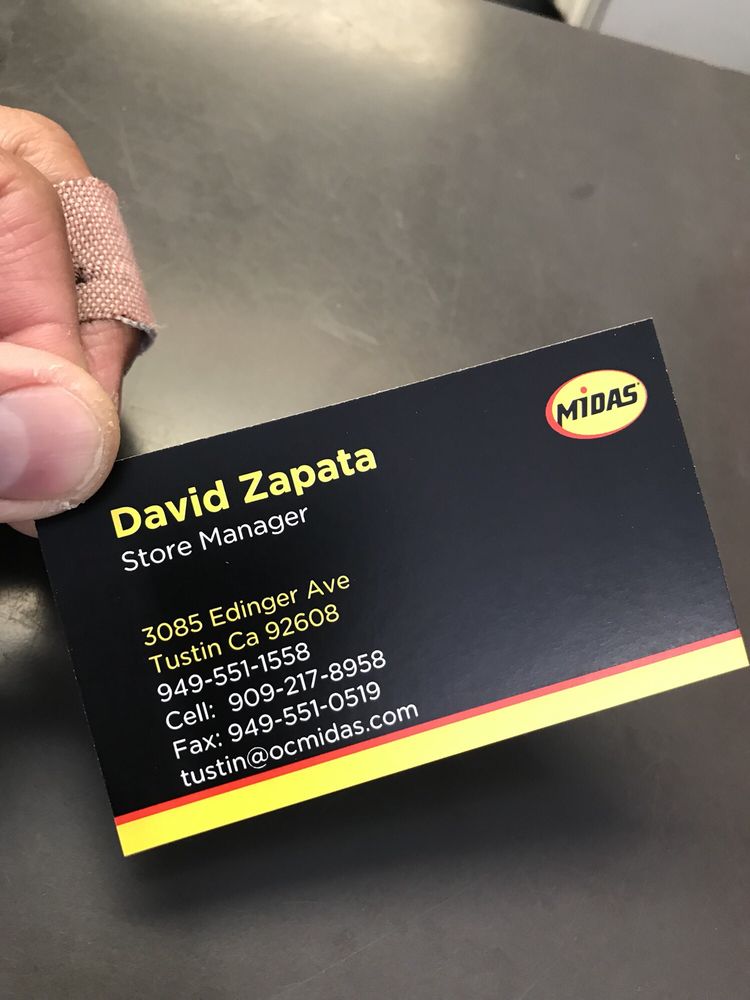 MIDAS
David Zapata
Store Manager
3085 Edinger Ave
Tustin Ca 92608
949-551-1558
Cell: 909-217-8958
Fax: 949-551-0519
tustin@ocmidas.com